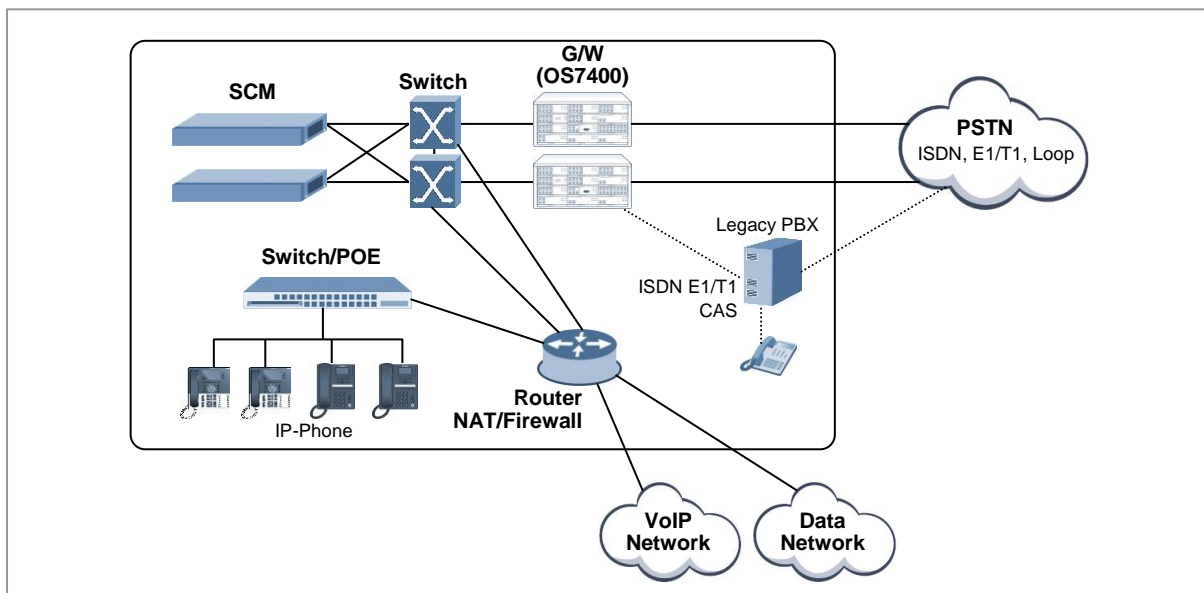 G/W
(OS7400)
SCM
Switch
PSTN
ISDN, E1/T1, Loop
Legacy PBX
Switch/POE
ISDN E1/T1
CAS
IP-Phone
Router
NAT/Firewall
VoIP
Network
Data
Network